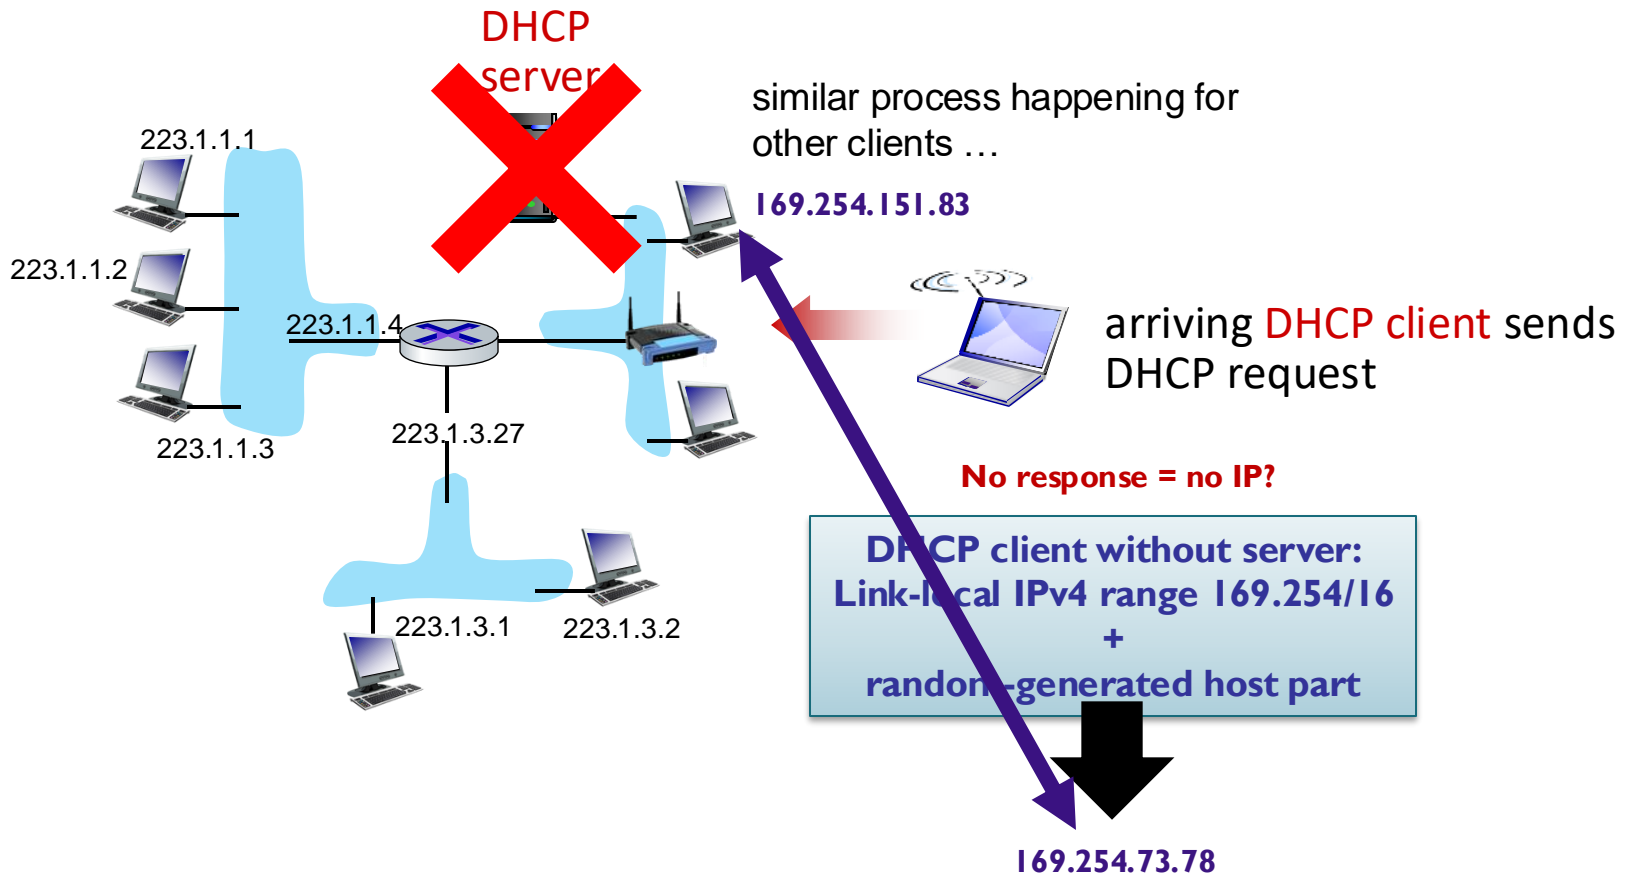 DHCP
server
similar process happening for
other clients …
169.254.151.83
223.1.1.1
223.1.1.2
223.1.1.4
223.1.1.3
223.1.3.27
223.1.3.1
223.1.3.2
arriving DHCP client sends
DHCP request
No response = no IP?
DHCP client without server:
Link-local IPv4 range 169.254/16
+
random-generated host part
169.254.73.78